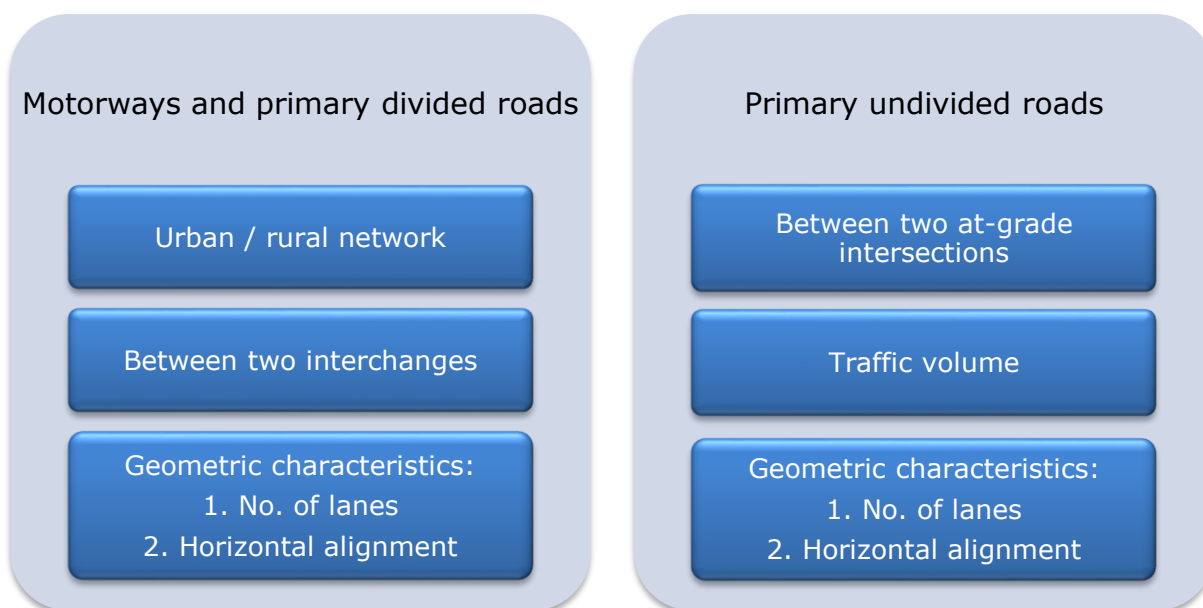 Motorways and primary divided roads
Urban / rural network
Between two interchanges
Geometric characteristics:
1. No. of lanes
2. Horizontal alignment
Primary undivided roads
Between two at-grade
intersections
Traffic volume
Geometric characteristics:
1. No. of lanes
2. Horizontal alignment